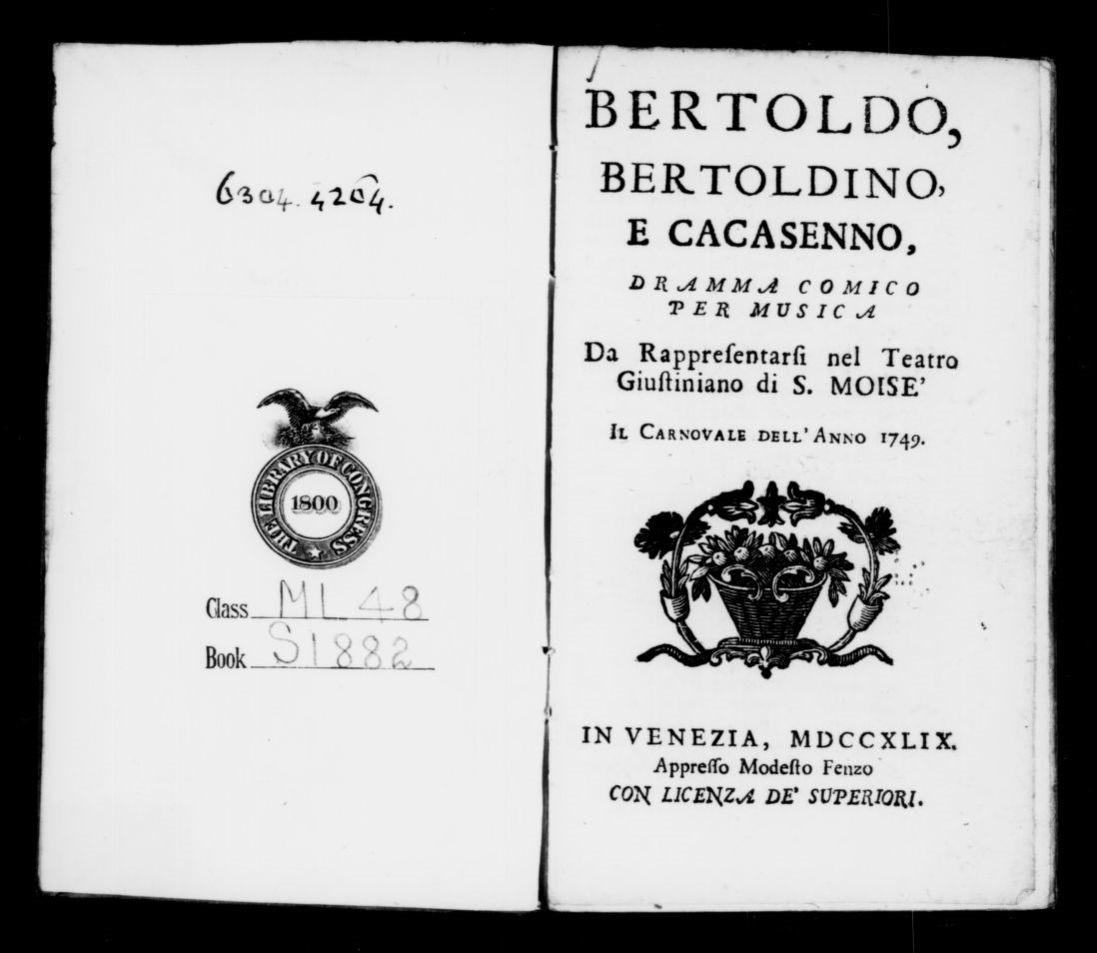 6304.4204.
THE LIBRARY OF CONGRESS
1800
Class ML 48
Book S1882
BERTOLDO,
BERTOLDINO,
E CACASENNO,
DRAMMA COMICO
PER MUSICA
Da Rappreſentarſi nel Teatro
Giuſtiniano di S. MOISE'
IL CARNOVALE DELL'ANNO 1749.
IN VENEZIA, MDCCXLIX.
Appreſſo Modeſto Fenzo
CON LICENZA DE' SUPERIORI.